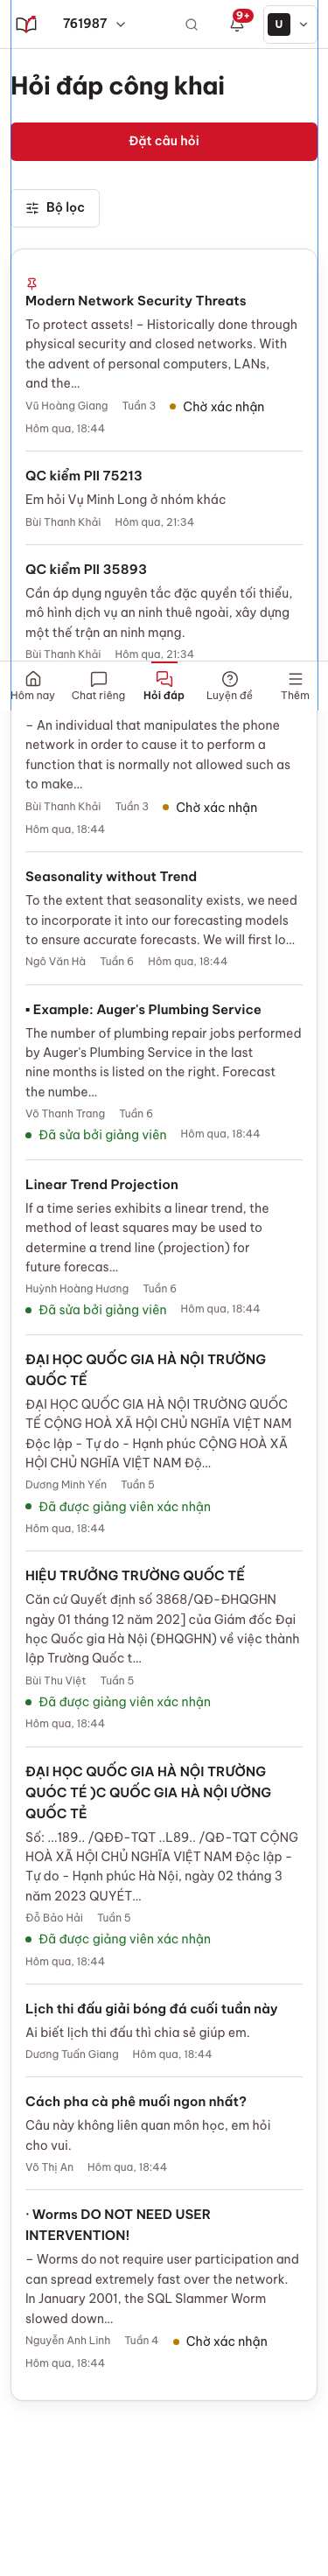 761987
9+
U
Hỏi đáp công khai
Đặt câu hỏi
Bộ lọc
Modern Network Security Threats
To protect assets! – Historically done through
physical security and closed networks. With
the advent of personal computers, LANs,
and the…
Vũ Hoàng Giang Tuần 3 Chờ xác nhận
Hôm qua, 18:44
QC kiểm PII 75213
Em hỏi Vụ Minh Long ở nhóm khác
Bùi Thanh Khải Hôm qua, 21:34
QC kiểm PII 35893
Cần áp dụng nguyên tắc đặc quyền tối thiểu,
mô hình dịch vụ an ninh thuê ngoài, xây dựng
một thế trận an ninh mạng.
Bùi Thanh Khải Hôm qua, 21:34
Hôm nay Chat riêng Hỏi đáp Luyện đề Thêm
– An individual that manipulates the phone
network in order to cause it to perform a
function that is normally not allowed such as
to make…
Bùi Thanh Khải Tuần 3 Chờ xác nhận
Hôm qua, 18:44
Seasonality without Trend
To the extent that seasonality exists, we need
to incorporate it into our forecasting models
to ensure accurate forecasts. We will first lo…
Ngô Văn Hà Tuần 6 Hôm qua, 18:44
▪ Example: Auger's Plumbing Service
The number of plumbing repair jobs performed
by Auger's Plumbing Service in the last
nine months is listed on the right. Forecast
the numbe…
Võ Thanh Trang Tuần 6
Đã sửa bởi giảng viên Hôm qua, 18:44
Linear Trend Projection
If a time series exhibits a linear trend, the
method of least squares may be used to
determine a trend line (projection) for
future forecas…
Huỳnh Hoàng Hương Tuần 6
Đã sửa bởi giảng viên Hôm qua, 18:44
ĐẠI HỌC QUỐC GIA HÀ NỘI TRƯỜNG
QUỐC TẾ
ĐẠI HỌC QUỐC GIA HÀ NỘI TRƯỜNG QUỐC
TẾ CỘNG HOÀ XÃ HỘI CHỦ NGHĨA VIỆT NAM
Độc lập - Tự do - Hạnh phúc CỘNG HOÀ XÃ
HỘI CHỦ NGHĨA VIỆT NAM Độ…
Dương Minh Yến Tuần 5
Đã được giảng viên xác nhận
Hôm qua, 18:44
HIỆU TRƯỞNG TRƯỜNG QUỐC TẾ
Căn cứ Quyết định số 3868/QĐ-ĐHQGHN
ngày 01 tháng 12 năm 202] của Giám đốc Đại
học Quốc gia Hà Nội (ĐHQGHN) về việc thành
lập Trường Quốc t…
Bùi Thu Việt Tuần 5
Đã được giảng viên xác nhận
Hôm qua, 18:44
ĐẠI HỌC QUỐC GIA HÀ NỘI TRƯỜNG
QUÓC TÉ )C QUỐC GIA HÀ NỘI ƯỜNG
QUỐC TẺ
Số: ...189.. /QĐĐ-TQT ..L89.. /QĐ-TQT CỘNG
HOÀ XÃ HỘI CHỦ NGHĨA VIỆT NAM Độc lập -
Tự do - Hạnh phúc Hà Nội, ngày 02 tháng 3
năm 2023 QUYÉT…
Đỗ Bảo Hải Tuần 5
Đã được giảng viên xác nhận
Hôm qua, 18:44
Lịch thi đấu giải bóng đá cuối tuần này
Ai biết lịch thi đấu thì chia sẻ giúp em.
Dương Tuấn Giang Hôm qua, 18:44
Cách pha cà phê muối ngon nhất?
Câu này không liên quan môn học, em hỏi
cho vui.
Võ Thị An Hôm qua, 18:44
· Worms DO NOT NEED USER
INTERVENTION!
– Worms do not require user participation and
can spread extremely fast over the network.
In January 2001, the SQL Slammer Worm
slowed down…
Nguyễn Anh Linh Tuần 4 Chờ xác nhận
Hôm qua, 18:44